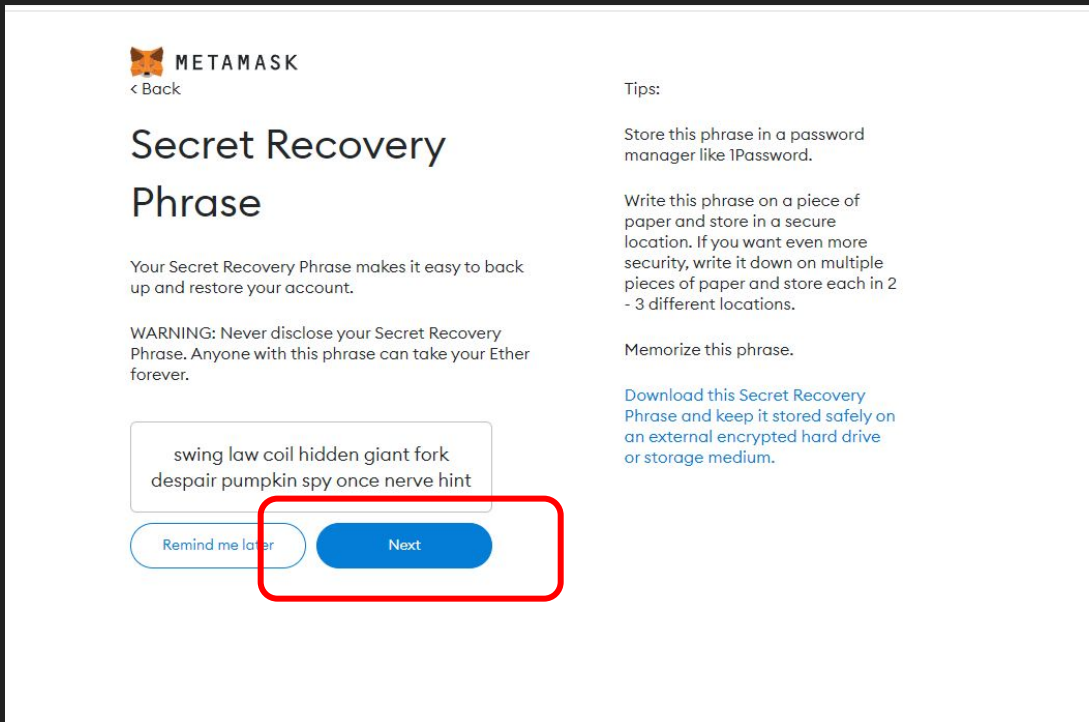 METAMASK
< Back
Secret Recovery
Phrase
Your Secret Recovery Phrase makes it easy to back
up and restore your account.
WARNING: Never disclose your Secret Recovery
Phrase. Anyone with this phrase can take your Ether
forever.
swing law coil hidden giant fork
despair pumpkin spy once nerve hint
Remind me later
Next
Tips:
Store this phrase in a password
manager like 1Password.
Write this phrase on a piece of
paper and store in a secure
location. If you want even more
security, write it down on multiple
pieces of paper and store each in 2
- 3 different locations.
Memorize this phrase.
Download this Secret Recovery
Phrase and keep it stored safely on
an external encrypted hard drive
or storage medium.